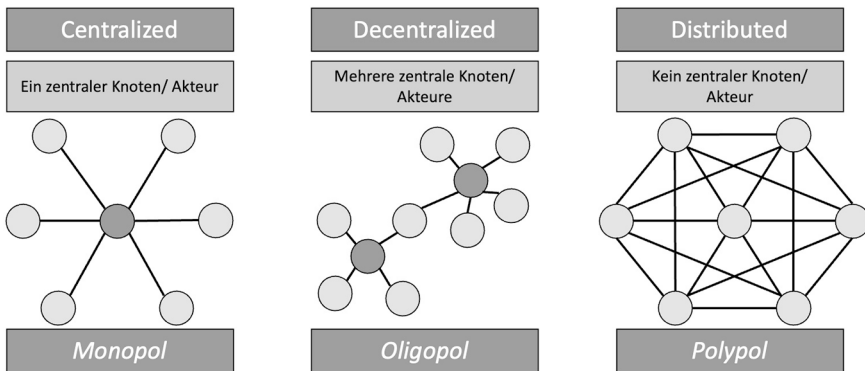 Centralized
Decentralized
Distributed
Ein zentraler Knoten/ Akteur
Mehrere zentrale Knoten/
Akteure
Kein zentraler Knoten/
Akteur
Monopol
Oligopol
Polypol